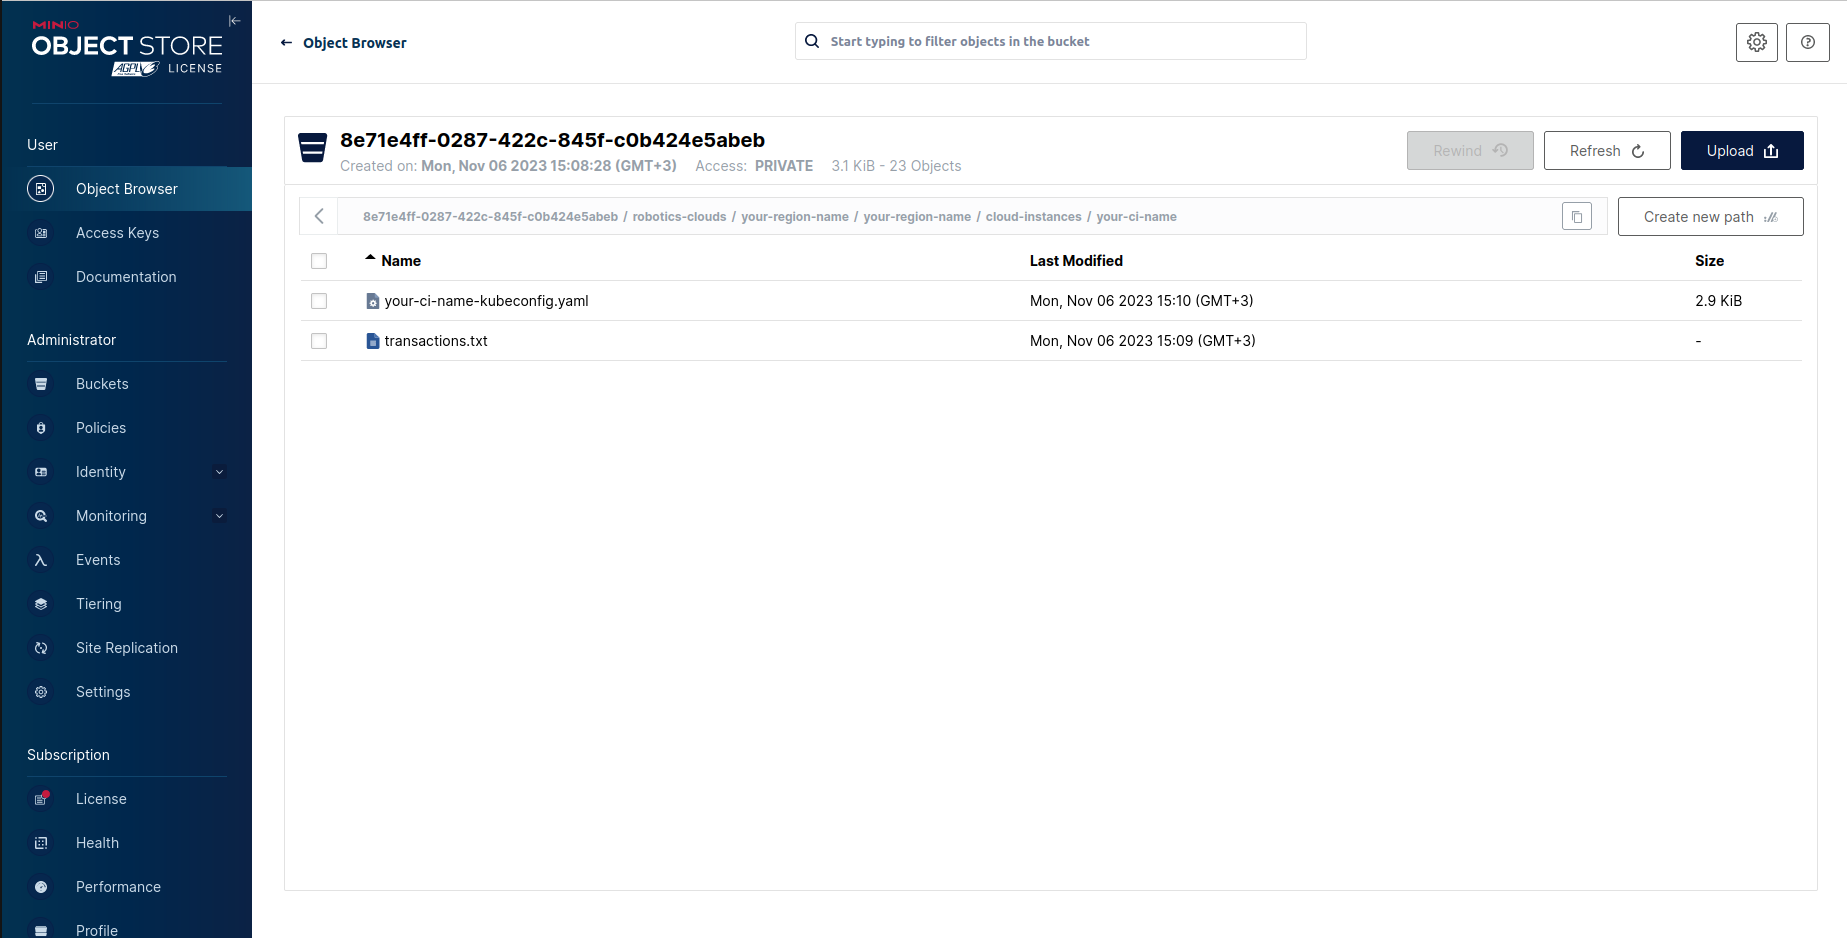 MINIO
OBJECT STORE
AGPLv3 LICENSE
User
Object Browser
Access Keys
Documentation
Administrator
Buckets
Policies
Identity
Monitoring
Events
Tiering
Site Replication
Settings
Subscription
License
Health
Performance
Profile
Object Browser
Start typing to filter objects in the bucket
8e71e4ff-0287-422c-845f-c0b424e5abeb
Created on: Mon, Nov 06 2023 15:08:28 (GMT+3) Access: PRIVATE 3.1 KiB - 23 Objects
Rewind
Refresh
Upload
8e71e4ff-0287-422c-845f-c0b424e5abeb / robotics-clouds / your-region-name / your-region-name / cloud-instances / your-ci-name
Create new path
Name Last Modified Size
your-ci-name-kubeconfig.yaml Mon, Nov 06 2023 15:10 (GMT+3) 2.9 KiB
transactions.txt Mon, Nov 06 2023 15:09 (GMT+3) -